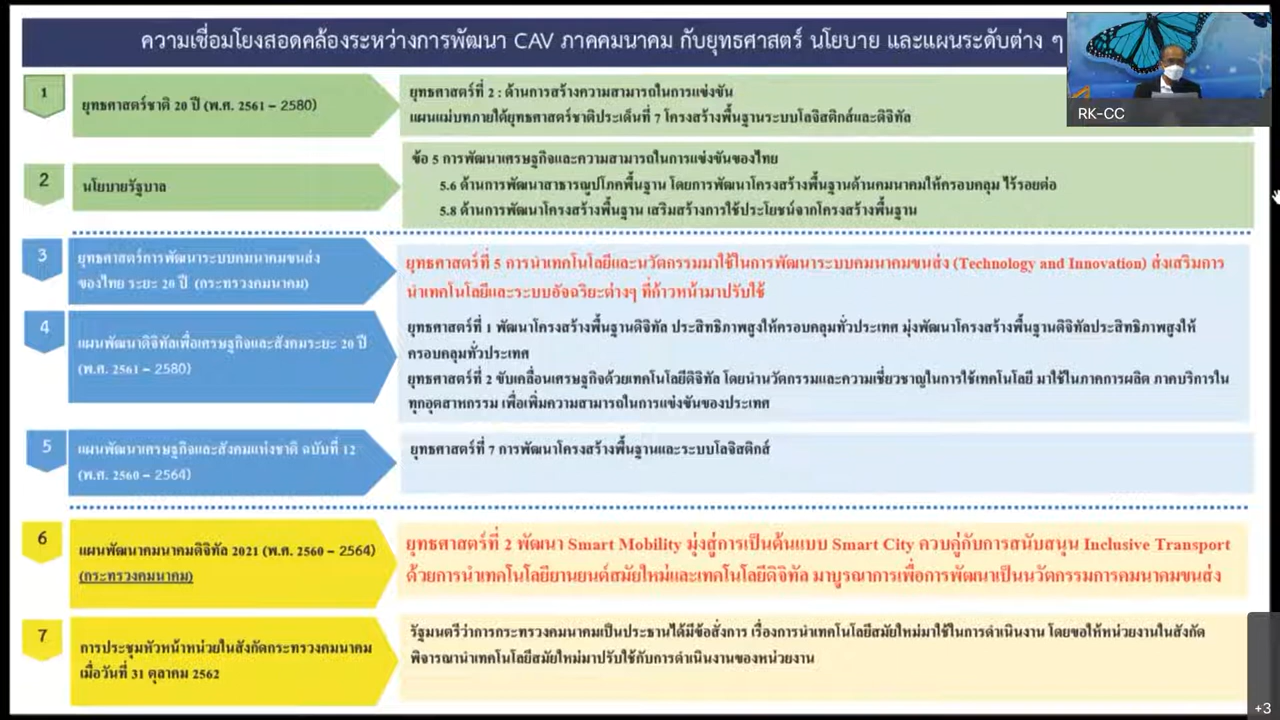 ความเชื่อมโยงสอดคล้องระหว่างการพัฒนา CAV ภาคคมนาคม กับยุทธศาสตร์ นโยบาย และแผนระดับต่าง ๆ
RK-CC
1
ยุทธศาสตร์ชาติ 20 ปี (พ.ศ. 2561 – 2580)
ยุทธศาสตร์ที่ 2 : ด้านการสร้างความสามารถในการแข่งขัน
แผนแม่บทภายใต้ยุทธศาสตร์ชาติประเด็นที่ 7 โครงสร้างพื้นฐานระบบโลจิสติกส์และดิจิทัล
2
นโยบายรัฐบาล
ข้อ 5 การพัฒนาเศรษฐกิจและความสามารถในการแข่งขันของไทย
5.6 ด้านการพัฒนาสาธารณูปโภคพื้นฐาน โดยการพัฒนาโครงสร้างพื้นฐานด้านคมนาคมให้ครอบคลุม ไร้รอยต่อ
5.8 ด้านการพัฒนาโครงสร้างพื้นฐาน เสริมสร้างการใช้ประโยชน์จากโครงสร้างพื้นฐาน
3
ยุทธศาสตร์การพัฒนาระบบคมนาคมขนส่ง
ของไทย ระยะ 20 ปี (กระทรวงคมนาคม)
ยุทธศาสตร์ที่ 5 การนำเทคโนโลยีและนวัตกรรมมาใช้ในการพัฒนาระบบคมนาคมขนส่ง (Technology and Innovation) ส่งเสริมการ
นำเทคโนโลยีและระบบอัจฉริยะต่างๆ ที่ก้าวหน้ามาปรับใช้
4
แผนพัฒนาดิจิทัลเพื่อเศรษฐกิจและสังคมระยะ 20 ปี
(พ.ศ. 2561 – 2580)
ยุทธศาสตร์ที่ 1 พัฒนาโครงสร้างพื้นฐานดิจิทัล ประสิทธิภาพสูงให้ครอบคลุมทั่วประเทศ มุ่งพัฒนาโครงสร้างพื้นฐานดิจิทัลประสิทธิภาพสูงให้
ครอบคลุมทั่วประเทศ
ยุทธศาสตร์ที่ 2 ขับเคลื่อนเศรษฐกิจด้วยเทคโนโลยีดิจิทัล โดยนำนวัตกรรมและความเชี่ยวชาญในการใช้เทคโนโลยี มาใช้ในภาคการผลิต ภาคบริการใน
ทุกอุตสาหกรรม เพื่อเพิ่มความสามารถในการแข่งขันของประเทศ
5
แผนพัฒนาเศรษฐกิจและสังคมแห่งชาติ ฉบับที่ 12
(พ.ศ. 2560 – 2564)
ยุทธศาสตร์ที่ 7 การพัฒนาโครงสร้างพื้นฐานและระบบโลจิสติกส์
6
แผนพัฒนาคมนาคมดิจิทัล 2021 (พ.ศ. 2560 – 2564)
(กระทรวงคมนาคม)
ยุทธศาสตร์ที่ 2 พัฒนา Smart Mobility มุ่งสู่การเป็นต้นแบบ Smart City ควบคู่กับการสนับสนุน Inclusive Transport
ด้วยการนำเทคโนโลยียานยนต์สมัยใหม่และเทคโนโลยีดิจิทัล มาบูรณาการเพื่อการพัฒนาเป็นนวัตกรรมการคมนาคมขนส่ง
7
การประชุมหัวหน้าหน่วยในสังกัดกระทรวงคมนาคม
เมื่อวันที่ 31 ตุลาคม 2562
รัฐมนตรีว่าการกระทรวงคมนาคมเป็นประธานได้มีข้อสั่งการ เรื่องการนำเทคโนโลยีสมัยใหม่มาใช้ในการดำเนินงาน โดยขอให้หน่วยงานในสังกัด
พิจารณานำเทคโนโลยีสมัยใหม่มาปรับใช้กับการดำเนินงานของหน่วยงาน
+3